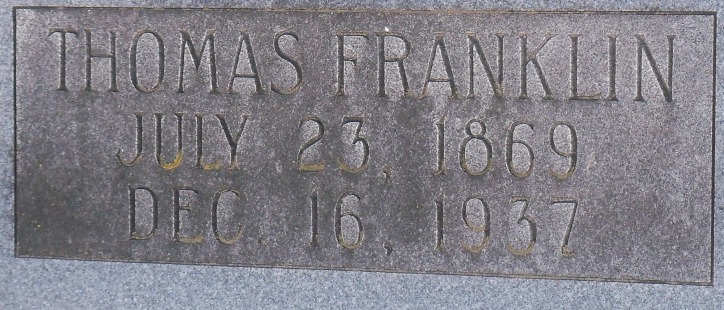 THOMAS FRANKLIN
JULY 23, 1869
DEC. 16, 1937